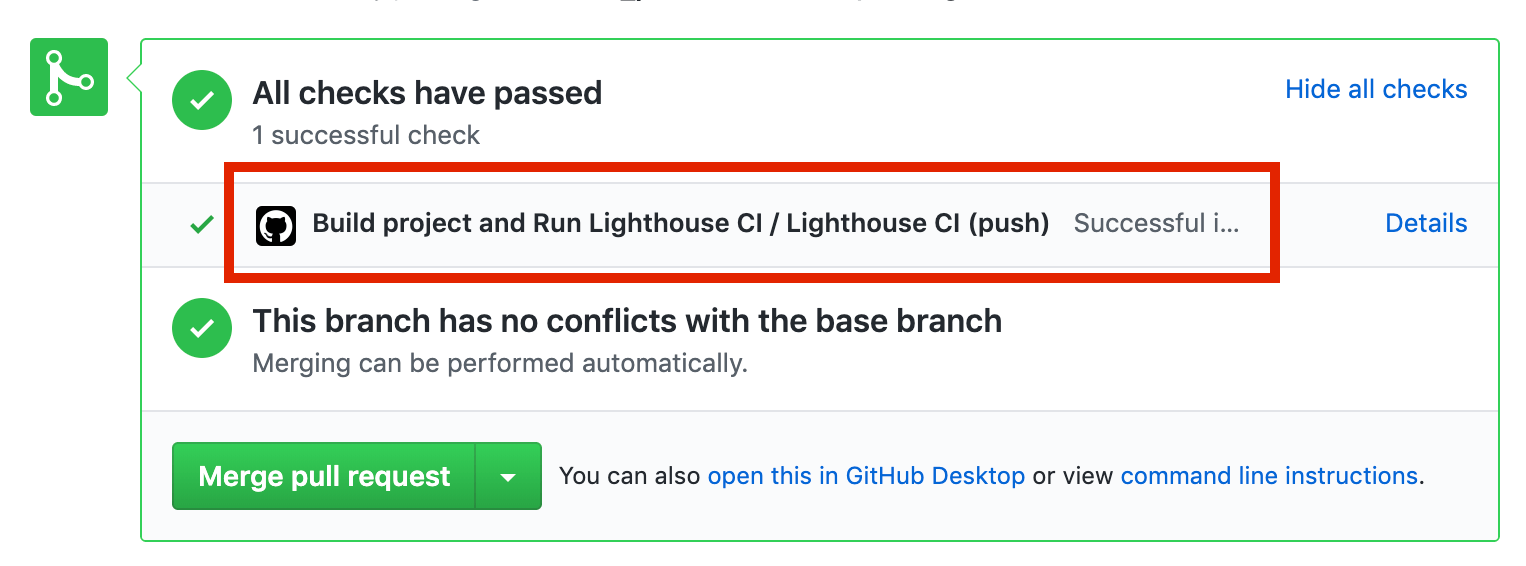 All checks have passed
Hide all checks
1 successful check
Build project and Run Lighthouse CI / Lighthouse CI (push) Successful i...
Details
This branch has no conflicts with the base branch
Merging can be performed automatically.
Merge pull request
You can also open this in GitHub Desktop or view command line instructions.